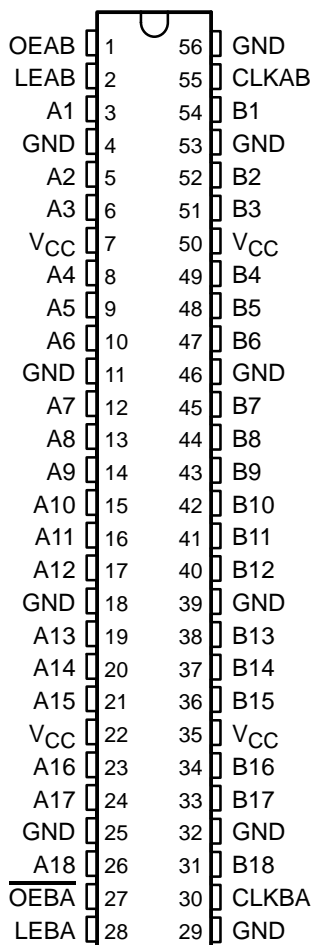 OEAB 1 56 GND
LEAB 2 55 CLKAB
A1 3 54 B1
GND 4 53 GND
A2 5 52 B2
A3 6 51 B3
VCC 7 50 VCC
A4 8 49 B4
A5 9 48 B5
A6 10 47 B6
GND 11 46 GND
A7 12 45 B7
A8 13 44 B8
A9 14 43 B9
A10 15 42 B10
A11 16 41 B11
A12 17 40 B12
GND 18 39 GND
A13 19 38 B13
A14 20 37 B14
A15 21 36 B15
VCC 22 35 VCC
A16 23 34 B16
A17 24 33 B17
GND 25 32 GND
A18 26 31 B18
O̅E̅B̅A̅ 27 30 CLKBA
LEBA 28 29 GND